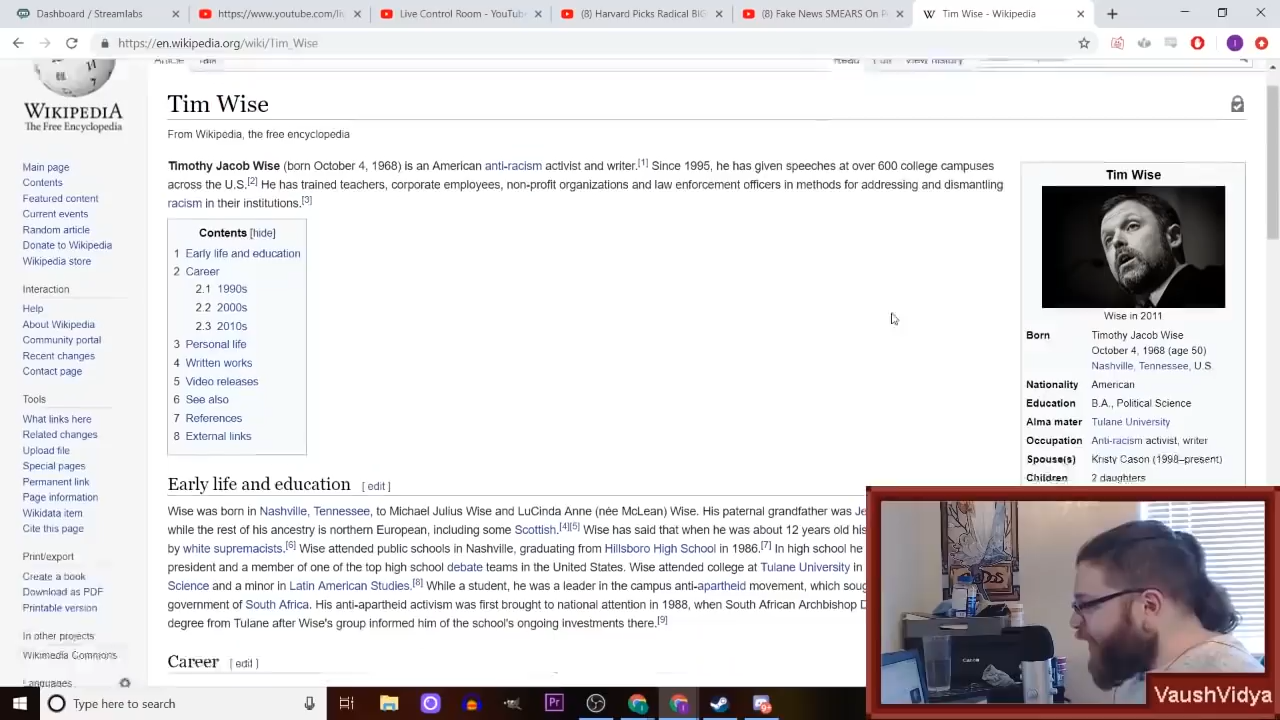 Dashboard - Streamlabs
https://www.youtube.com/li
Live Control Room - YouTube
(8) Harvard Picks Radical BIG
(8) Fake News SMEARS On P
Tim Wise - Wikipedia
https://en.wikipedia.org/wiki/Tim_Wise
WIKIPEDIA
The Free Encyclopedia
Main page
Contents
Featured content
Current events
Random article
Donate to Wikipedia
Wikipedia store
Interaction
Help
About Wikipedia
Community portal
Recent changes
Contact page
Tools
What links here
Related changes
Upload file
Special pages
Permanent link
Page information
Wikidata item
Cite this page
Print/export
Create a book
Download as PDF
Printable version
In other projects
Wikimedia Commons
Languages
Article Talk
Read Edit View history
Tim Wise
From Wikipedia, the free encyclopedia
Timothy Jacob Wise (born October 4, 1968) is an American anti-racism activist and writer.[1] Since 1995, he has given speeches at over 600 college campuses
across the U.S.[2] He has trained teachers, corporate employees, non-profit organizations and law enforcement officers in methods for addressing and dismantling
racism in their institutions.[3]
Contents [hide]
1 Early life and education
2 Career
2.1 1990s
2.2 2000s
2.3 2010s
3 Personal life
4 Written works
5 Video releases
6 See also
7 References
8 External links
Tim Wise
Wise in 2011
Born Timothy Jacob Wise
October 4, 1968 (age 50)
Nashville, Tennessee, U.S.
Nationality American
Education B.A., Political Science
Alma mater Tulane University
Occupation Anti-racism activist, writer
Spouse(s) Kristy Cason (1998–present)
Children 2 daughters
Early life and education [ edit ]
Wise was born in Nashville, Tennessee, to Michael Julius Wise and LuCinda Anne (née McLean) Wise. His paternal grandfather was Je
while the rest of his ancestry is northern European, including some Scottish.[4][5] Wise has said that when he was about 12 years old his
by white supremacists.[6] Wise attended public schools in Nashville, graduating from Hillsboro High School in 1986.[7] In high school he
president and a member of one of the top high school debate teams in the United States. Wise attended college at Tulane University in
Science and a minor in Latin American Studies.[8] While a student, he was a leader in the campus anti-apartheid movement, which soug
government of South Africa. His anti-apartheid activism was first brought to national attention in 1988, when South African Archbishop D
degree from Tulane after Wise's group informed him of the school's ongoing investments there.[9]
Career [ edit ]
Type here to search
VaushVidya